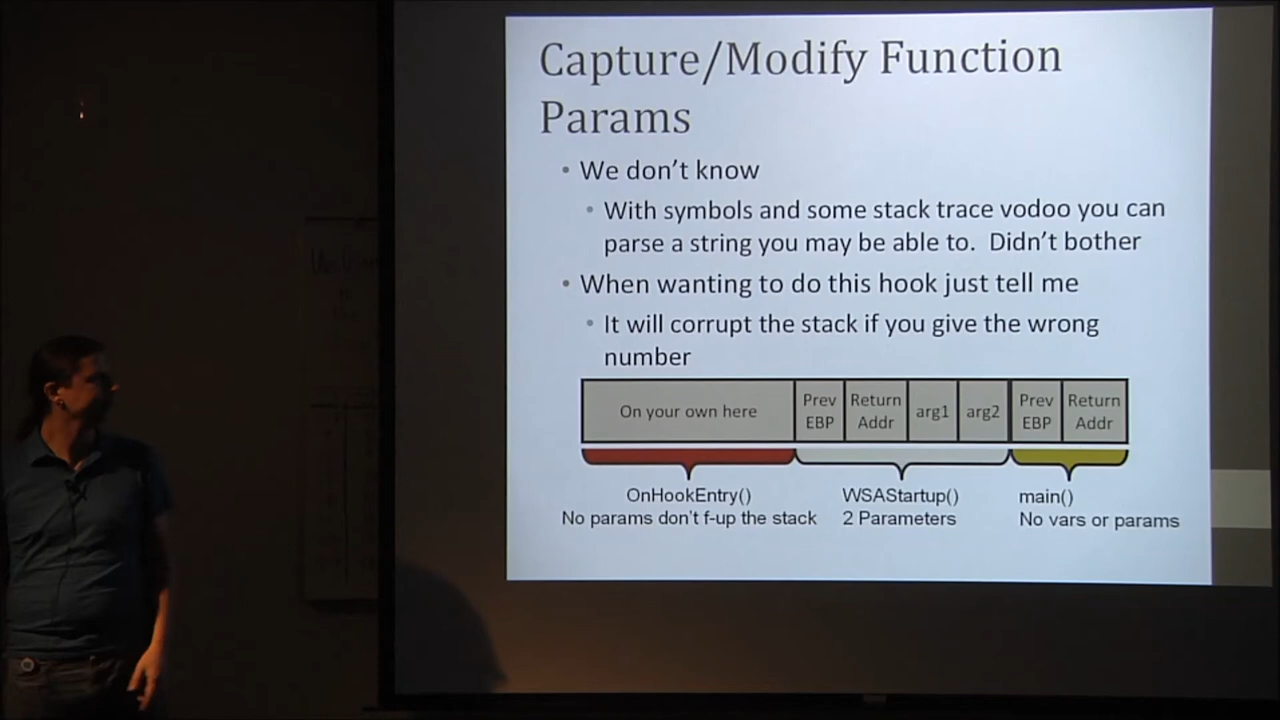 Capture/Modify Function
Params
• We don't know
• With symbols and some stack trace vodoo you can
parse a string you may be able to.  Didn't bother
• When wanting to do this hook just tell me
• It will corrupt the stack if you give the wrong
number
On your own here
Prev
EBP
Return
Addr
arg1
arg2
Prev
EBP
Return
Addr
OnHookEntry()
No params don't f-up the stack
WSAStartup()
2 Parameters
main()
No vars or params